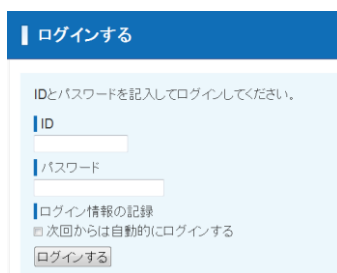 ログインする
IDとパスワードを記入してログインしてください。
ID
パスワード
ログイン情報の記録
次回からは自動的にログインする
ログインする